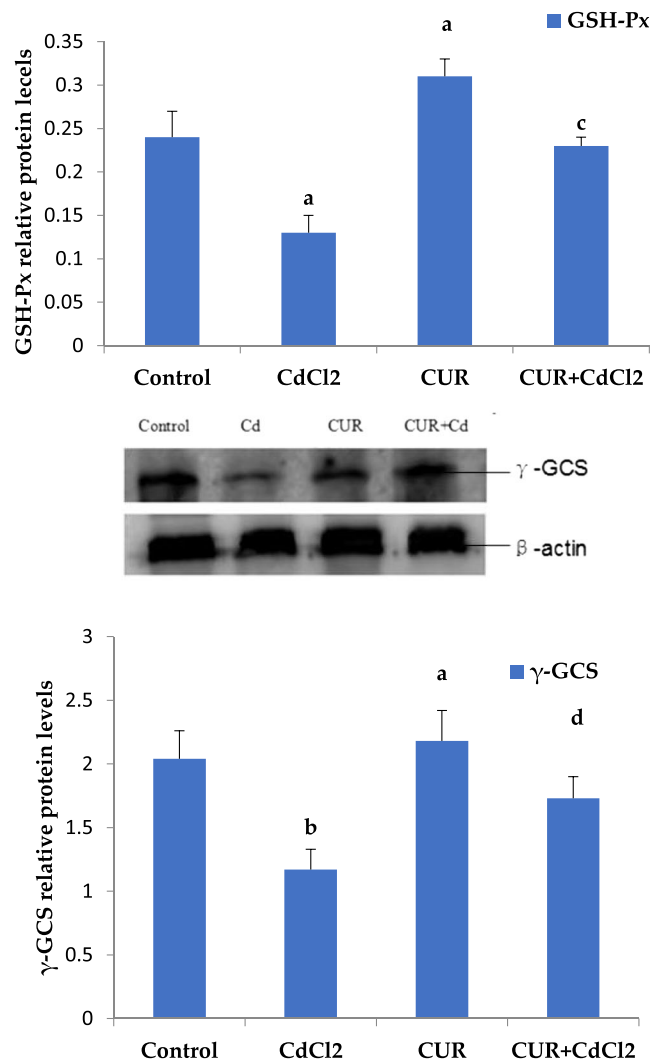 GSH-Px
a
a
a
c
0.35
0.3
0.25
0.2
0.15
0.1
0.05
0
GSH-Px relative protein lecels
Control CdCl2 CUR CUR+CdCl2
Control Cd CUR CUR+Cd
γ -GCS
β -actin
γ-GCS
3
2.5
2
1.5
1
0.5
0
a
d
b
γ-GCS relative protein levels
Control CdCl2 CUR CUR+CdCl2